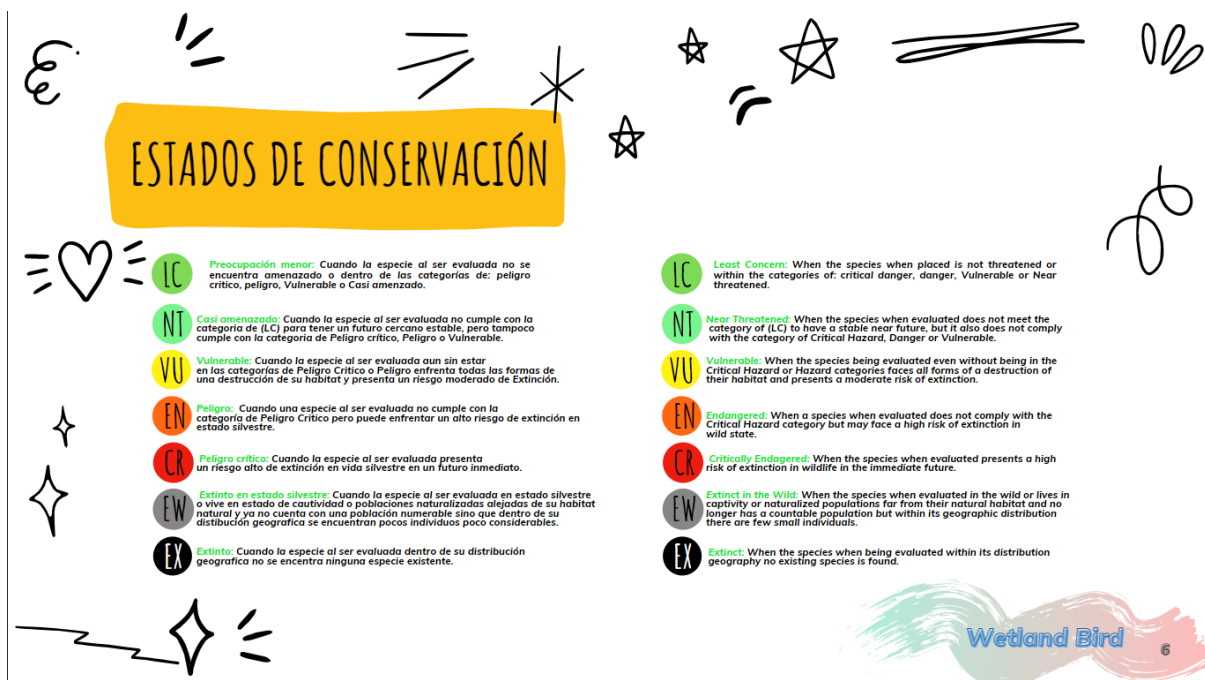 ESTADOS DE CONSERVACIÓN
LC
Preocupación menor: Cuando la especie al ser evaluada no se
encuentra amenazado o dentro de las categorías de: peligro
crítico, peligro, Vulnerable o Casi amenzado.
NT
Casi amenazado: Cuando la especie al ser evaluada no cumple con la
categoria de (LC) para tener un futuro cercano estable, pero tampoco
cumple con la categoria de Peligro crítico, Peligro o Vulnerable.
VU
Vulnerable: Cuando la especie al ser evaluada aun sin estar
en las categorías de Peligro Critico o Peligro enfrenta todas las formas de
una destrucción de su habitat y presenta un riesgo moderado de Extinción.
EN
Peligro: Cuando una especie al ser evaluada no cumple con la
categoría de Peligro Critico pero puede enfrentar un alto riesgo de extinción en
estado silvestre.
CR
Peligro crítico: Cuando la especie al ser evaluada presenta
un riesgo alto de extinción en vida silvestre en un futuro inmediato.
EW
Extinto en estado silvestre: Cuando la especie al ser evaluada en estado silvestre
o vive en estado de cautividad o poblaciones naturalizadas alejadas de su habitat
natural y ya no cuenta con una población numerable sino que dentro de su
distibución geografica se encuentran pocos individuos poco considerables.
EX
Extinto: Cuando la especie al ser evaluada dentro de su distribución
geografica no se encentra ninguna especie existente.
LC
Least Concern: When the species when placed is not threatened or
within the categories of: critical danger, danger, Vulnerable or Near
threatened.
NT
Near Threatened: When the species when evaluated does not meet the
category of (LC) to have a stable near future, but it also does not comply
with the category of Critical Hazard, Danger or Vulnerable.
VU
Vulnerable: When the species being evaluated even without being in the
Critical Hazard or Hazard categories faces all forms of a destruction of
their habitat and presents a moderate risk of extinction.
EN
Endangered: When a species when evaluated does not comply with the
Critical Hazard category but may face a high risk of extinction in
wild state.
CR
Critically Endagered: When the species when evaluated presents a high
risk of extinction in wildlife in the immediate future.
EW
Extinct in the Wild: When the species when evaluated in the wild or lives in
captivity or naturalized populations far from their natural habitat and no
longer has a countable population but within its geographic distribution
there are few small individuals.
EX
Extinct: When the species when being evaluated within its distribution
geography no existing species is found.
Wetland Bird
6